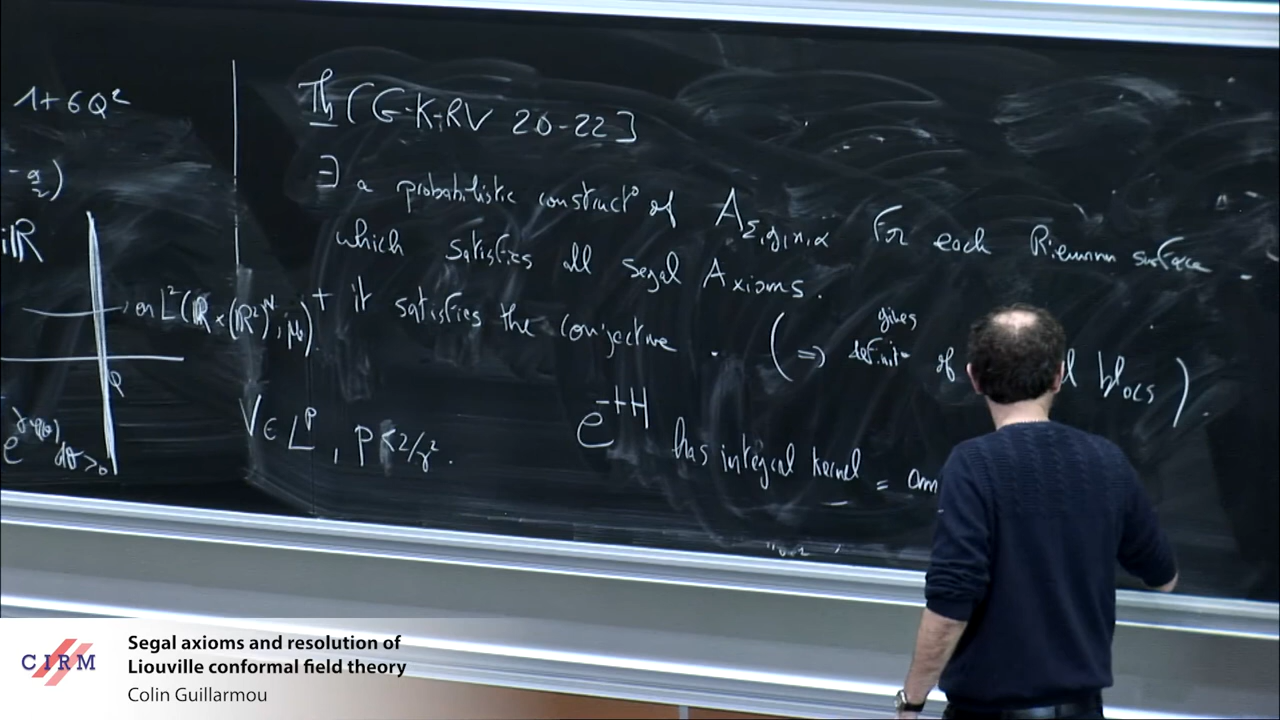 1+6Q²
Th (G-K-RV 20-22]
∃ a probabilistic construct° of A_{Σ,g,x,α} for each Riemann surface
which satisfies all Segal Axioms.
iℝ
on L²(ℝ×(ℝ²)^ℕ; μ₀)
+ it satisfies the conjecture. (⇒ gives definit° of blocs).
Q
dθ>0
V∈L^p, p<2/γ².
e^{-tH} has integral kernel = am
CIRM
Segal axioms and resolution of
Liouville conformal field theory
Colin Guillarmou